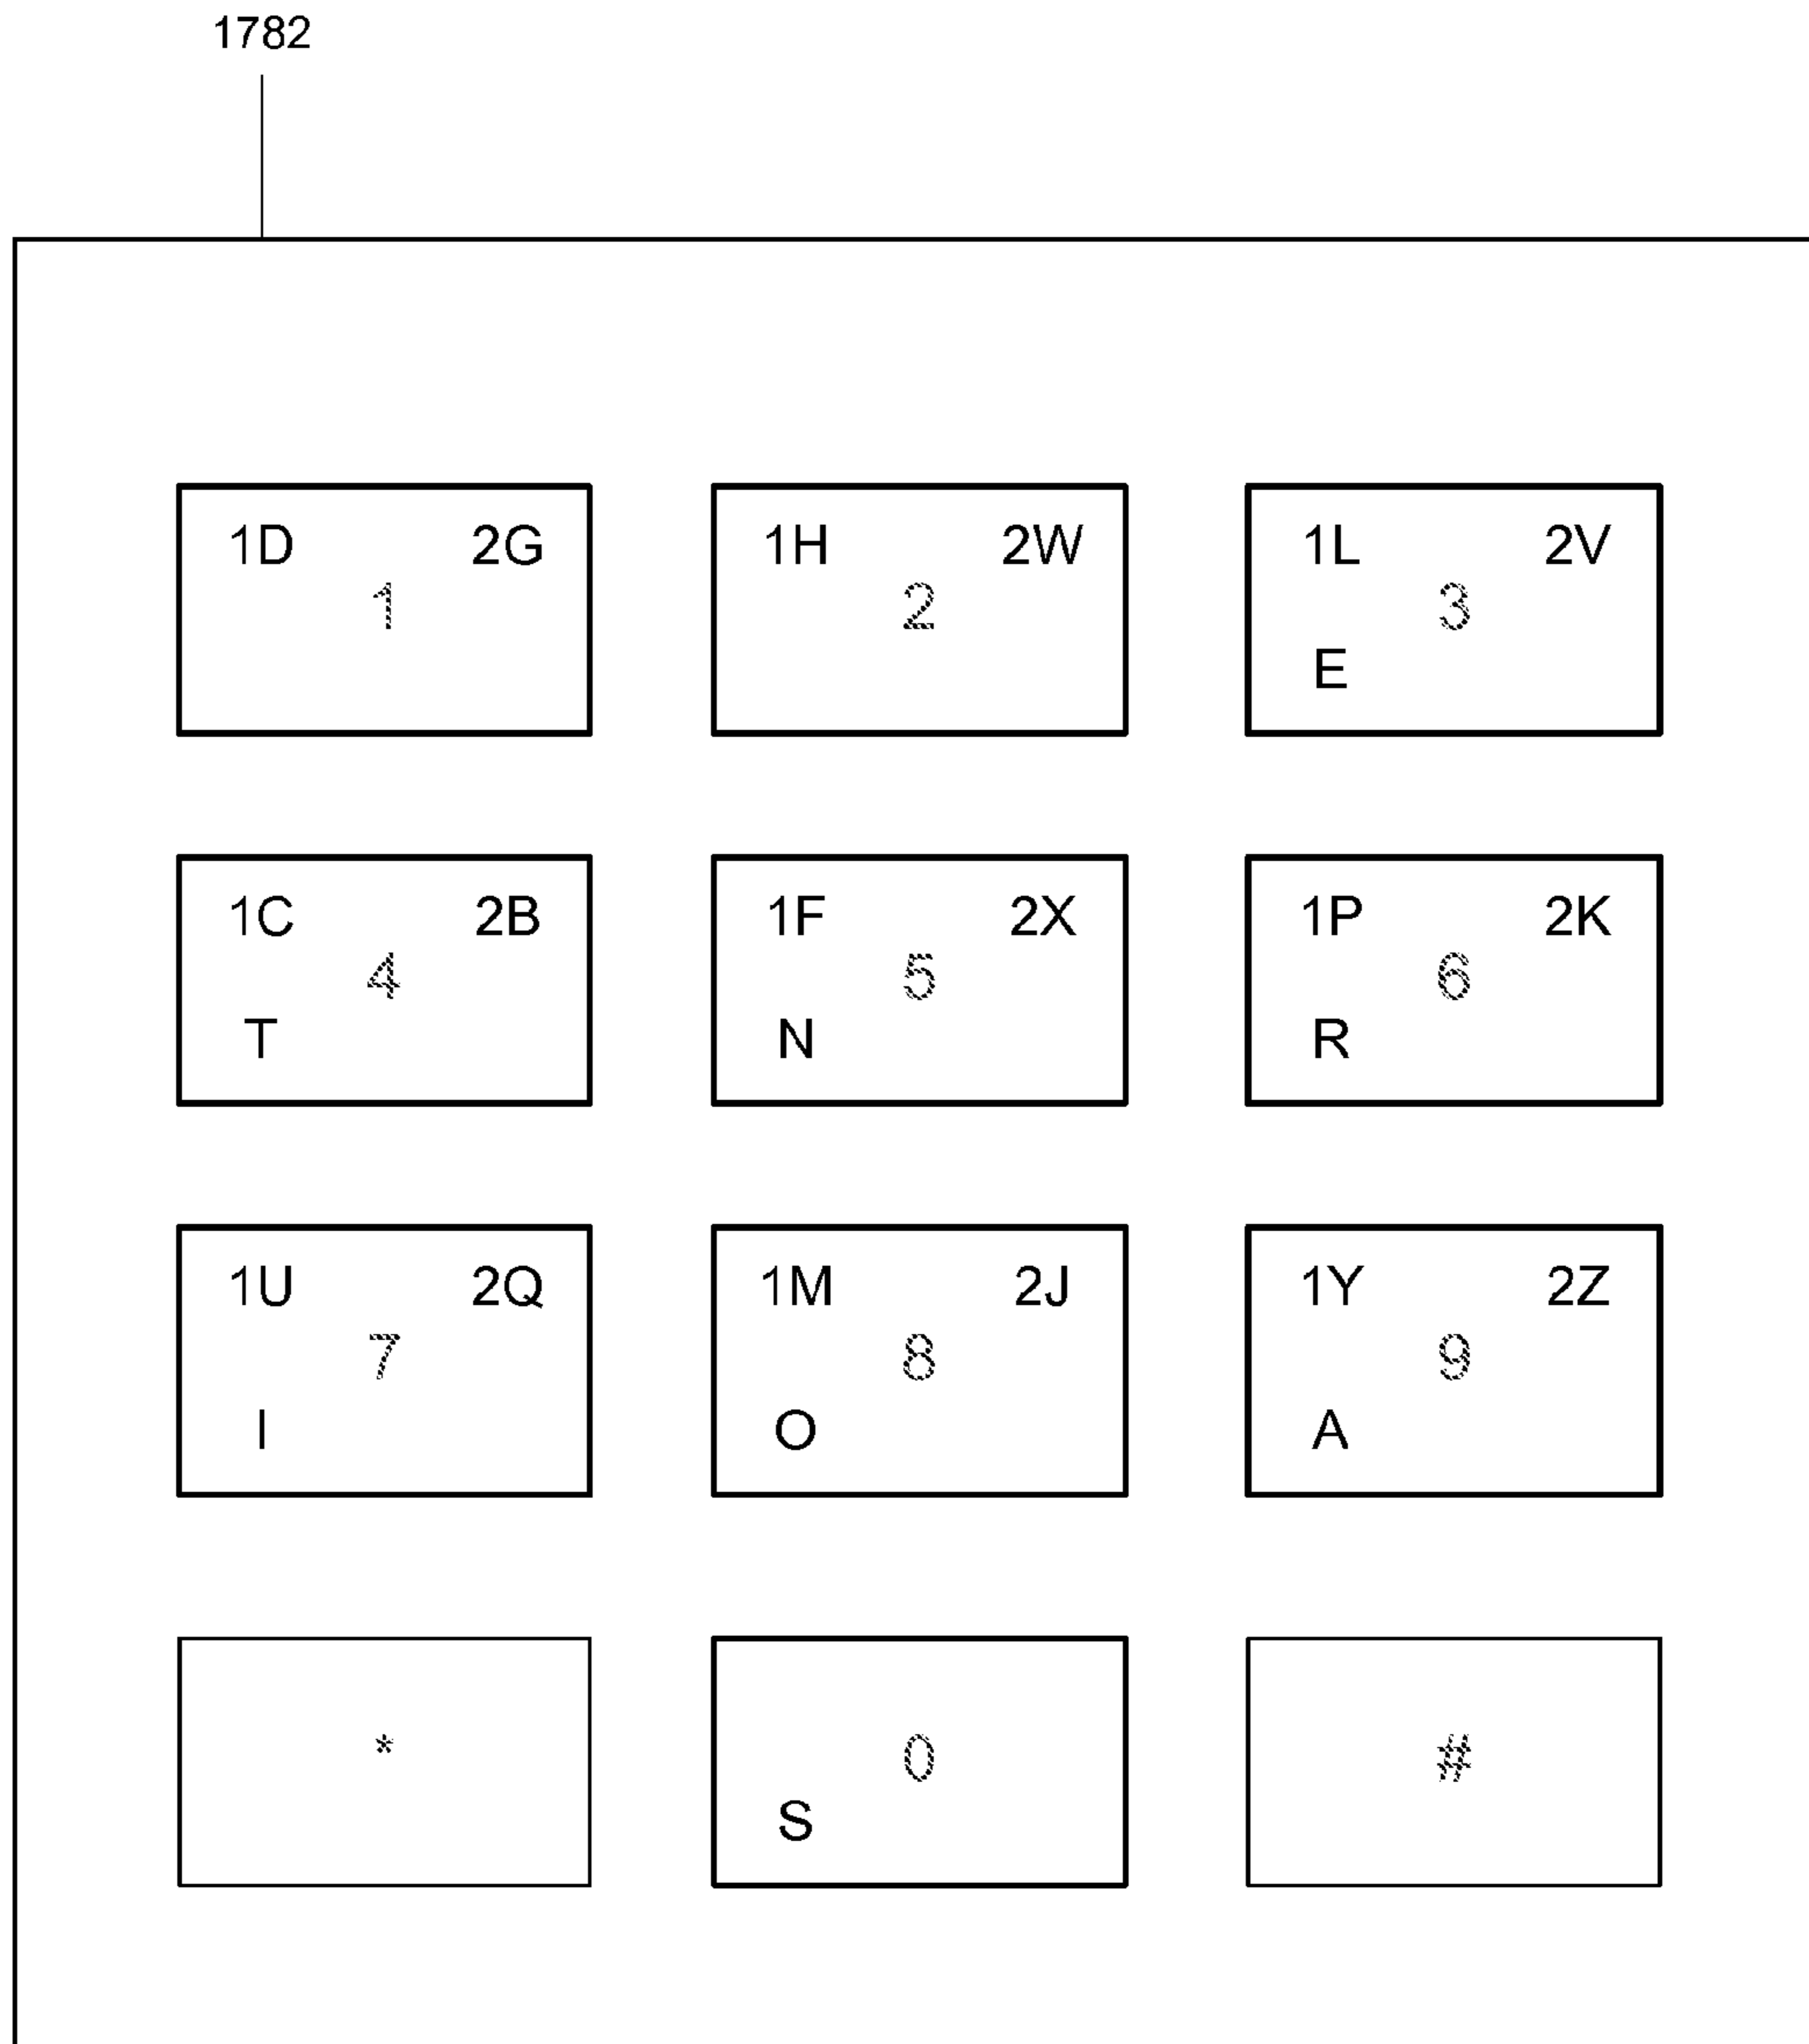 1782
1D 2G 1H 2W 1L 2V
1 2 3
E
1C 2B 1F 2X 1P 2K
4 5 6
T N R
1U 2Q 1M 2J 1Y 2Z
7 8 9
I O A
* 0 #
S